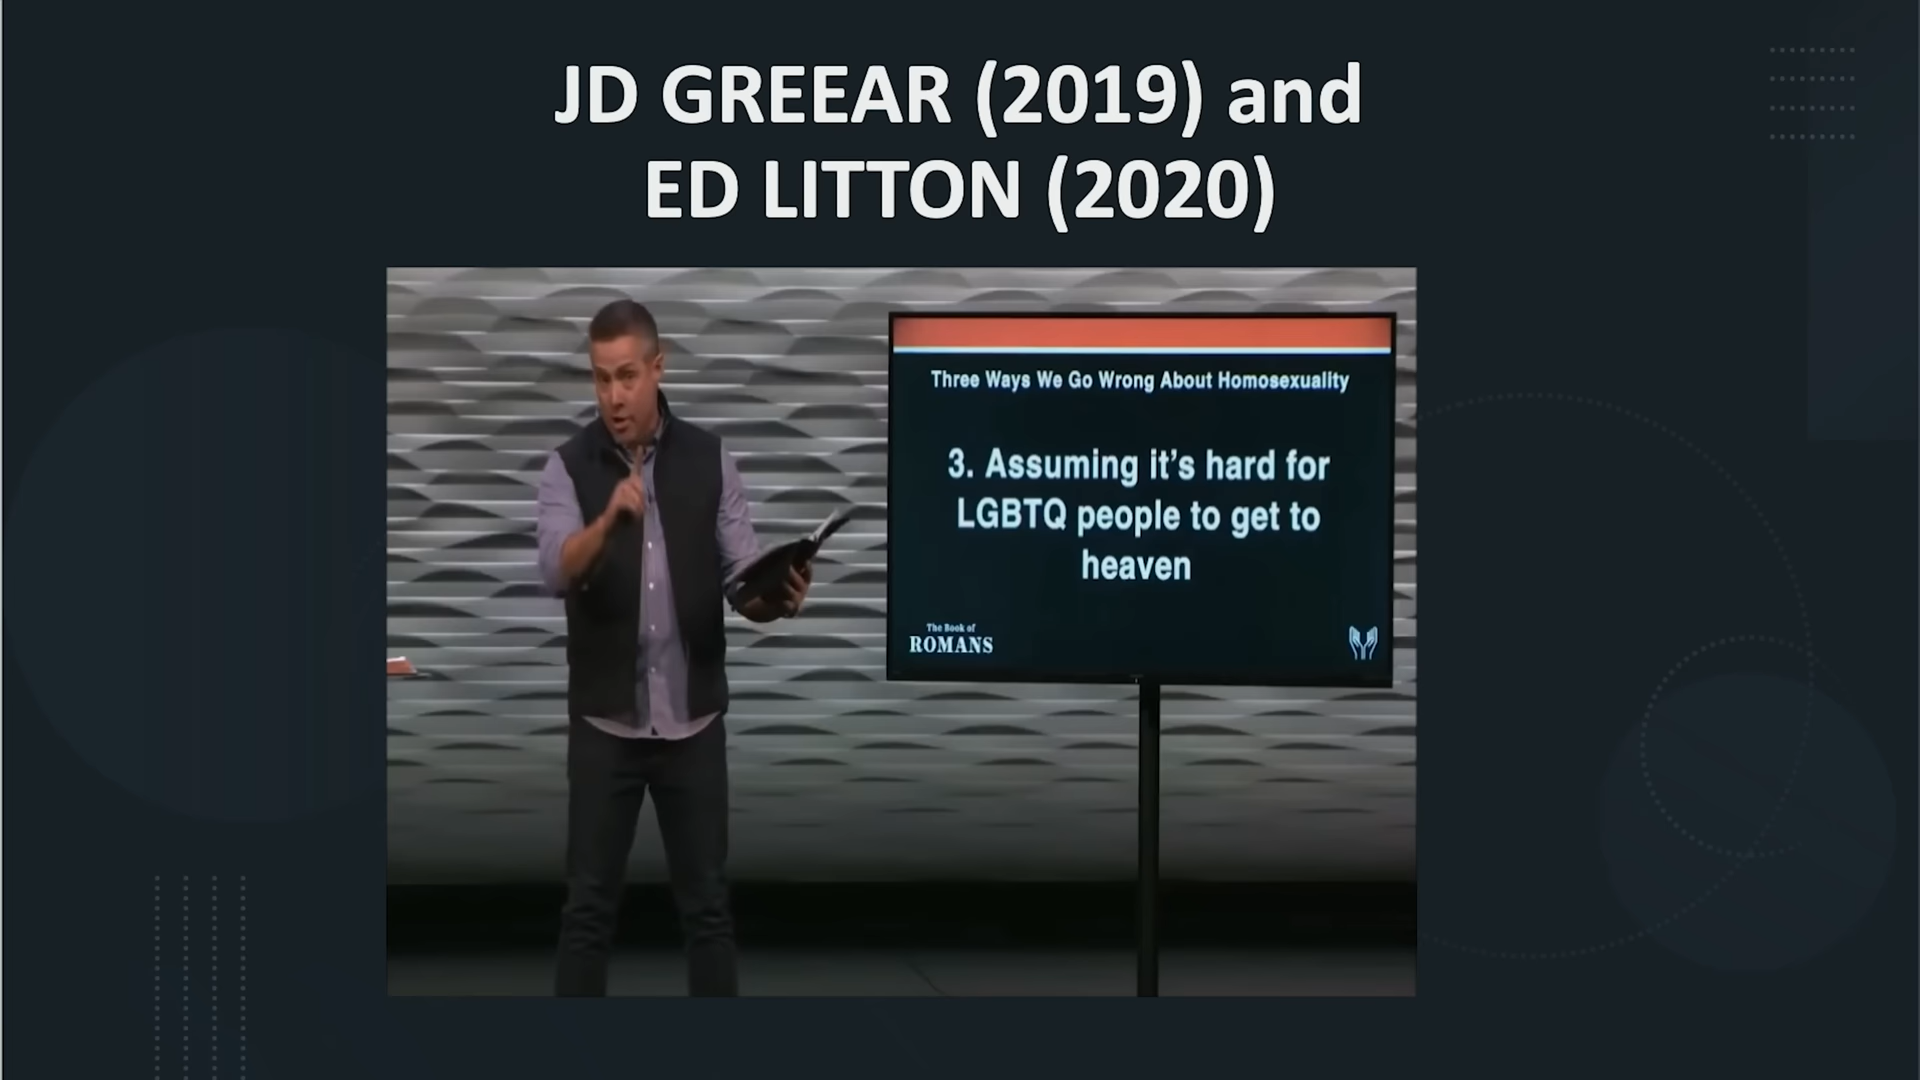 JD GREEAR (2019) and
ED LITTON (2020)
Three Ways We Go Wrong About Homosexuality
3. Assuming it's hard for
LGBTQ people to get to
heaven
The Book of
ROMANS